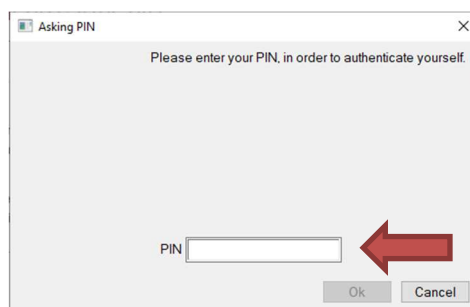 Asking PIN
Please enter your PIN, in order to authenticate yourself.
PIN
Ok Cancel